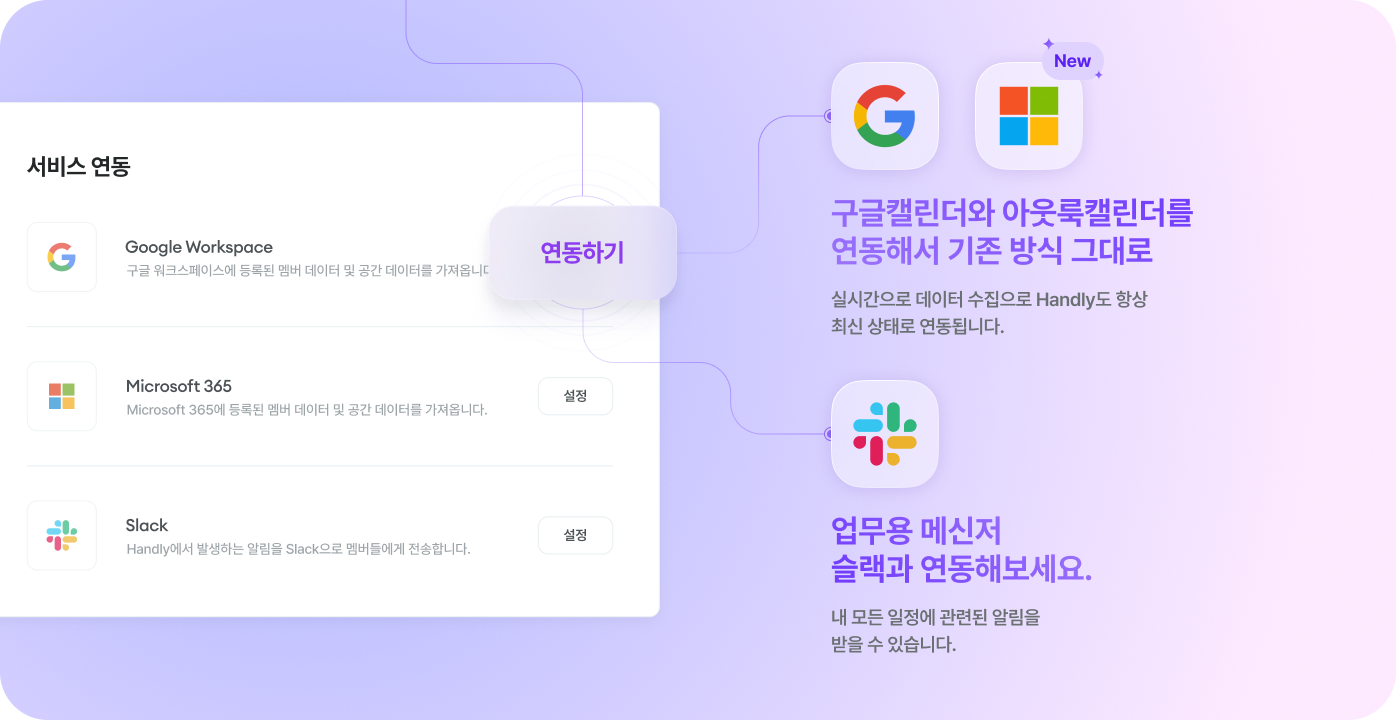 서비스 연동
Google Workspace
구글 워크스페이스에 등록된 멤버 데이터 및 공간 데이터를
연동하기
Microsoft 365
Microsoft 365에 등록된 멤버 데이터 및 공간 데이터를 가져옵니다.
설정
Slack
Handly에서 발생하는 알림을 Slack으로 멤버들에게 전송합니다.
설정
New
구글캘린더와 아웃룩캘린더를
연동해서 기존 방식 그대로
실시간으로 데이터 수집으로 Handly도 항상
최신 상태로 연동됩니다.
업무용 메신저
슬랙과 연동해보세요.
내 모든 일정에 관련된 알림을
받을 수 있습니다.